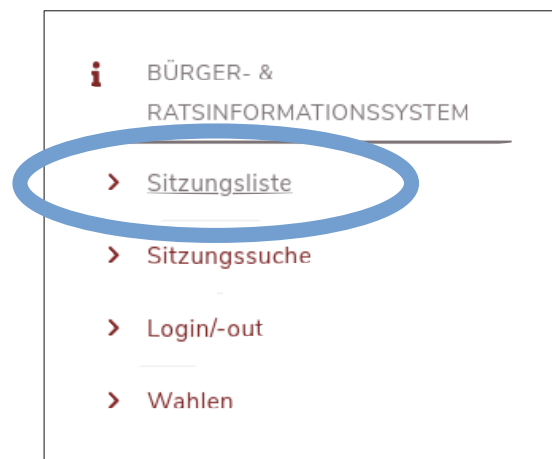 BÜRGER- &
RATSINFORMATIONSSYSTEM
Sitzungsliste
Sitzungssuche
Login/-out
Wahlen